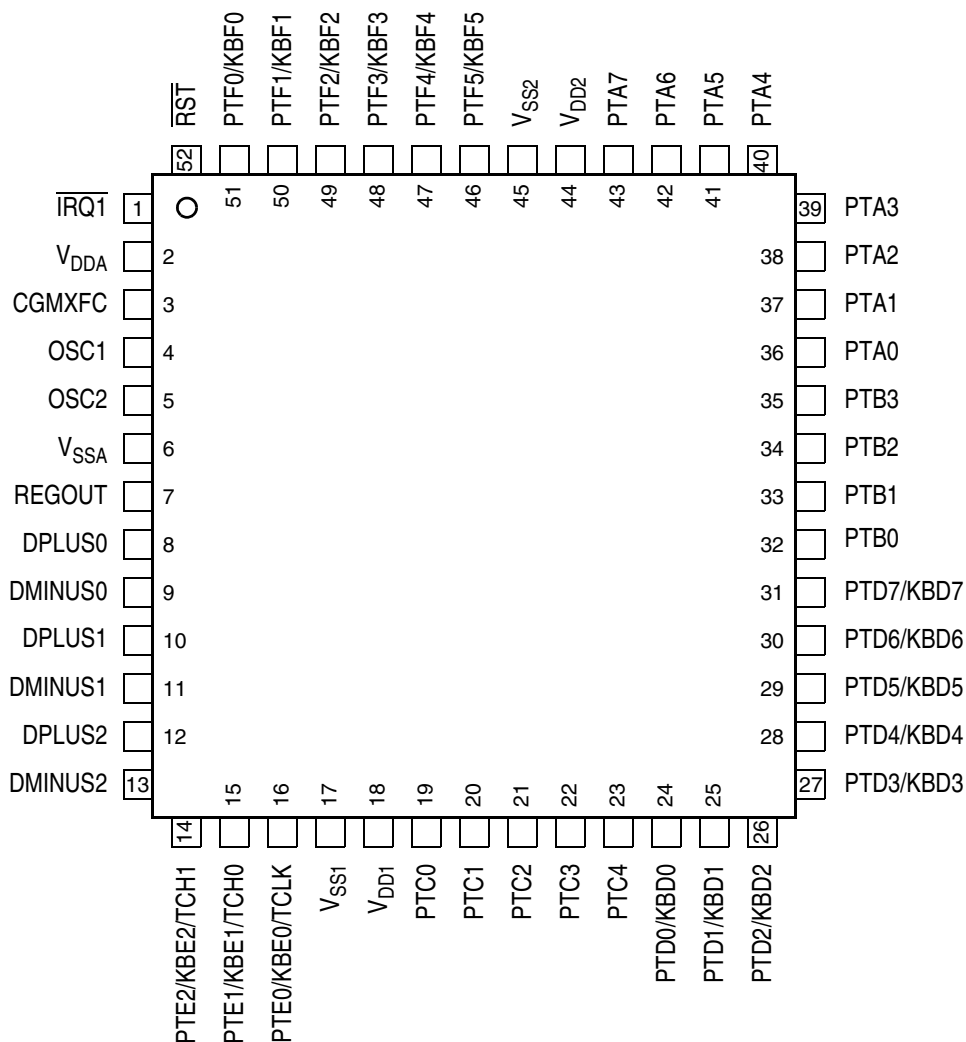 RST
PTF0/KBF0
PTF1/KBF1
PTF2/KBF2
PTF3/KBF3
PTF4/KBF4
PTF5/KBF5
VSS2
VDD2
PTA7
PTA6
PTA5
PTA4
52
51
50
49
48
47
46
45
44
43
42
41
40
IRQ1
1
VDDA
2
CGMXFC
3
OSC1
4
OSC2
5
VSSA
6
REGOUT
7
DPLUS0
8
DMINUS0
9
DPLUS1
10
DMINUS1
11
DPLUS2
12
DMINUS2
13
39
PTA3
38
PTA2
37
PTA1
36
PTA0
35
PTB3
34
PTB2
33
PTB1
32
PTB0
31
PTD7/KBD7
30
PTD6/KBD6
29
PTD5/KBD5
28
PTD4/KBD4
27
PTD3/KBD3
14
15
16
17
18
19
20
21
22
23
24
25
26
PTE2/KBE2/TCH1
PTE1/KBE1/TCH0
PTE0/KBE0/TCLK
VSS1
VDD1
PTC0
PTC1
PTC2
PTC3
PTC4
PTD0/KBD0
PTD1/KBD1
PTD2/KBD2